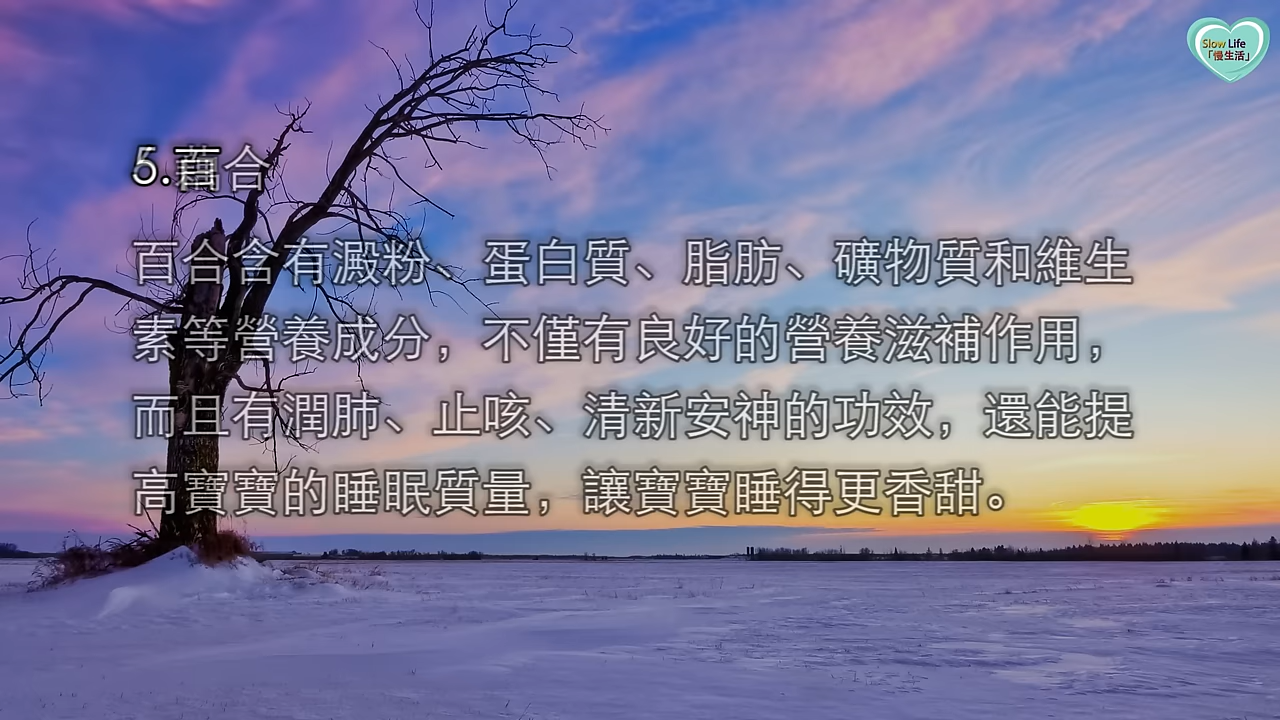 Slow Life
「慢生活」
5.百合
百合含有澱粉、蛋白質、脂肪、礦物質和維生
素等營養成分，不僅有良好的營養滋補作用，
而且有潤肺、止咳、清新安神的功效，還能提
高寶寶的睡眠質量，讓寶寶睡得更香甜。